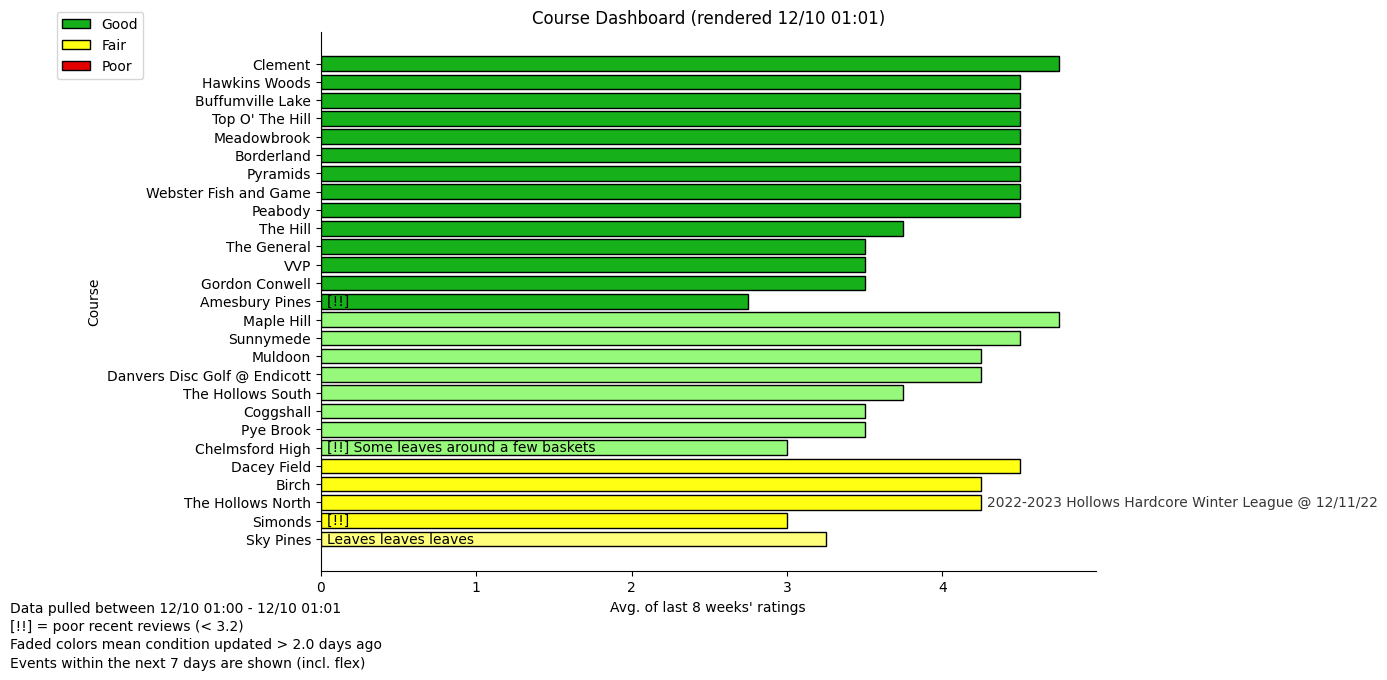 Course Dashboard (rendered 12/10 01:01)
Good
Fair
Poor
Course
Clement
Hawkins Woods
Buffumville Lake
Top O' The Hill
Meadowbrook
Borderland
Pyramids
Webster Fish and Game
Peabody
The Hill
The General
VVP
Gordon Conwell
Amesbury Pines [!!]
Maple Hill
Sunnymede
Muldoon
Danvers Disc Golf @ Endicott
The Hollows South
Coggshall
Pye Brook
Chelmsford High [!!] Some leaves around a few baskets
Dacey Field
Birch
The Hollows North 2022-2023 Hollows Hardcore Winter League @ 12/11/22
Simonds [!!]
Sky Pines Leaves leaves leaves
0 1 2 3 4
Avg. of last 8 weeks' ratings
Data pulled between 12/10 01:00 - 12/10 01:01
[!!] = poor recent reviews (< 3.2)
Faded colors mean condition updated > 2.0 days ago
Events within the next 7 days are shown (incl. flex)